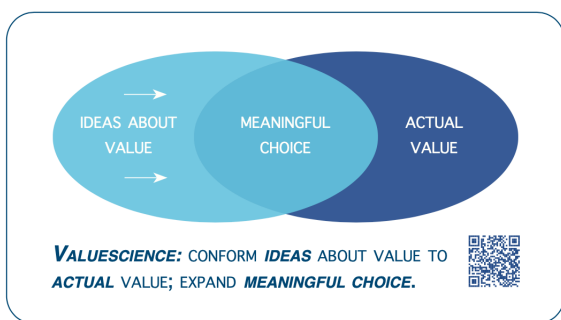 IDEAS ABOUT
VALUE
MEANINGFUL
CHOICE
ACTUAL
VALUE
VALUESCIENCE: CONFORM IDEAS ABOUT VALUE TO
ACTUAL VALUE; EXPAND MEANINGFUL CHOICE.